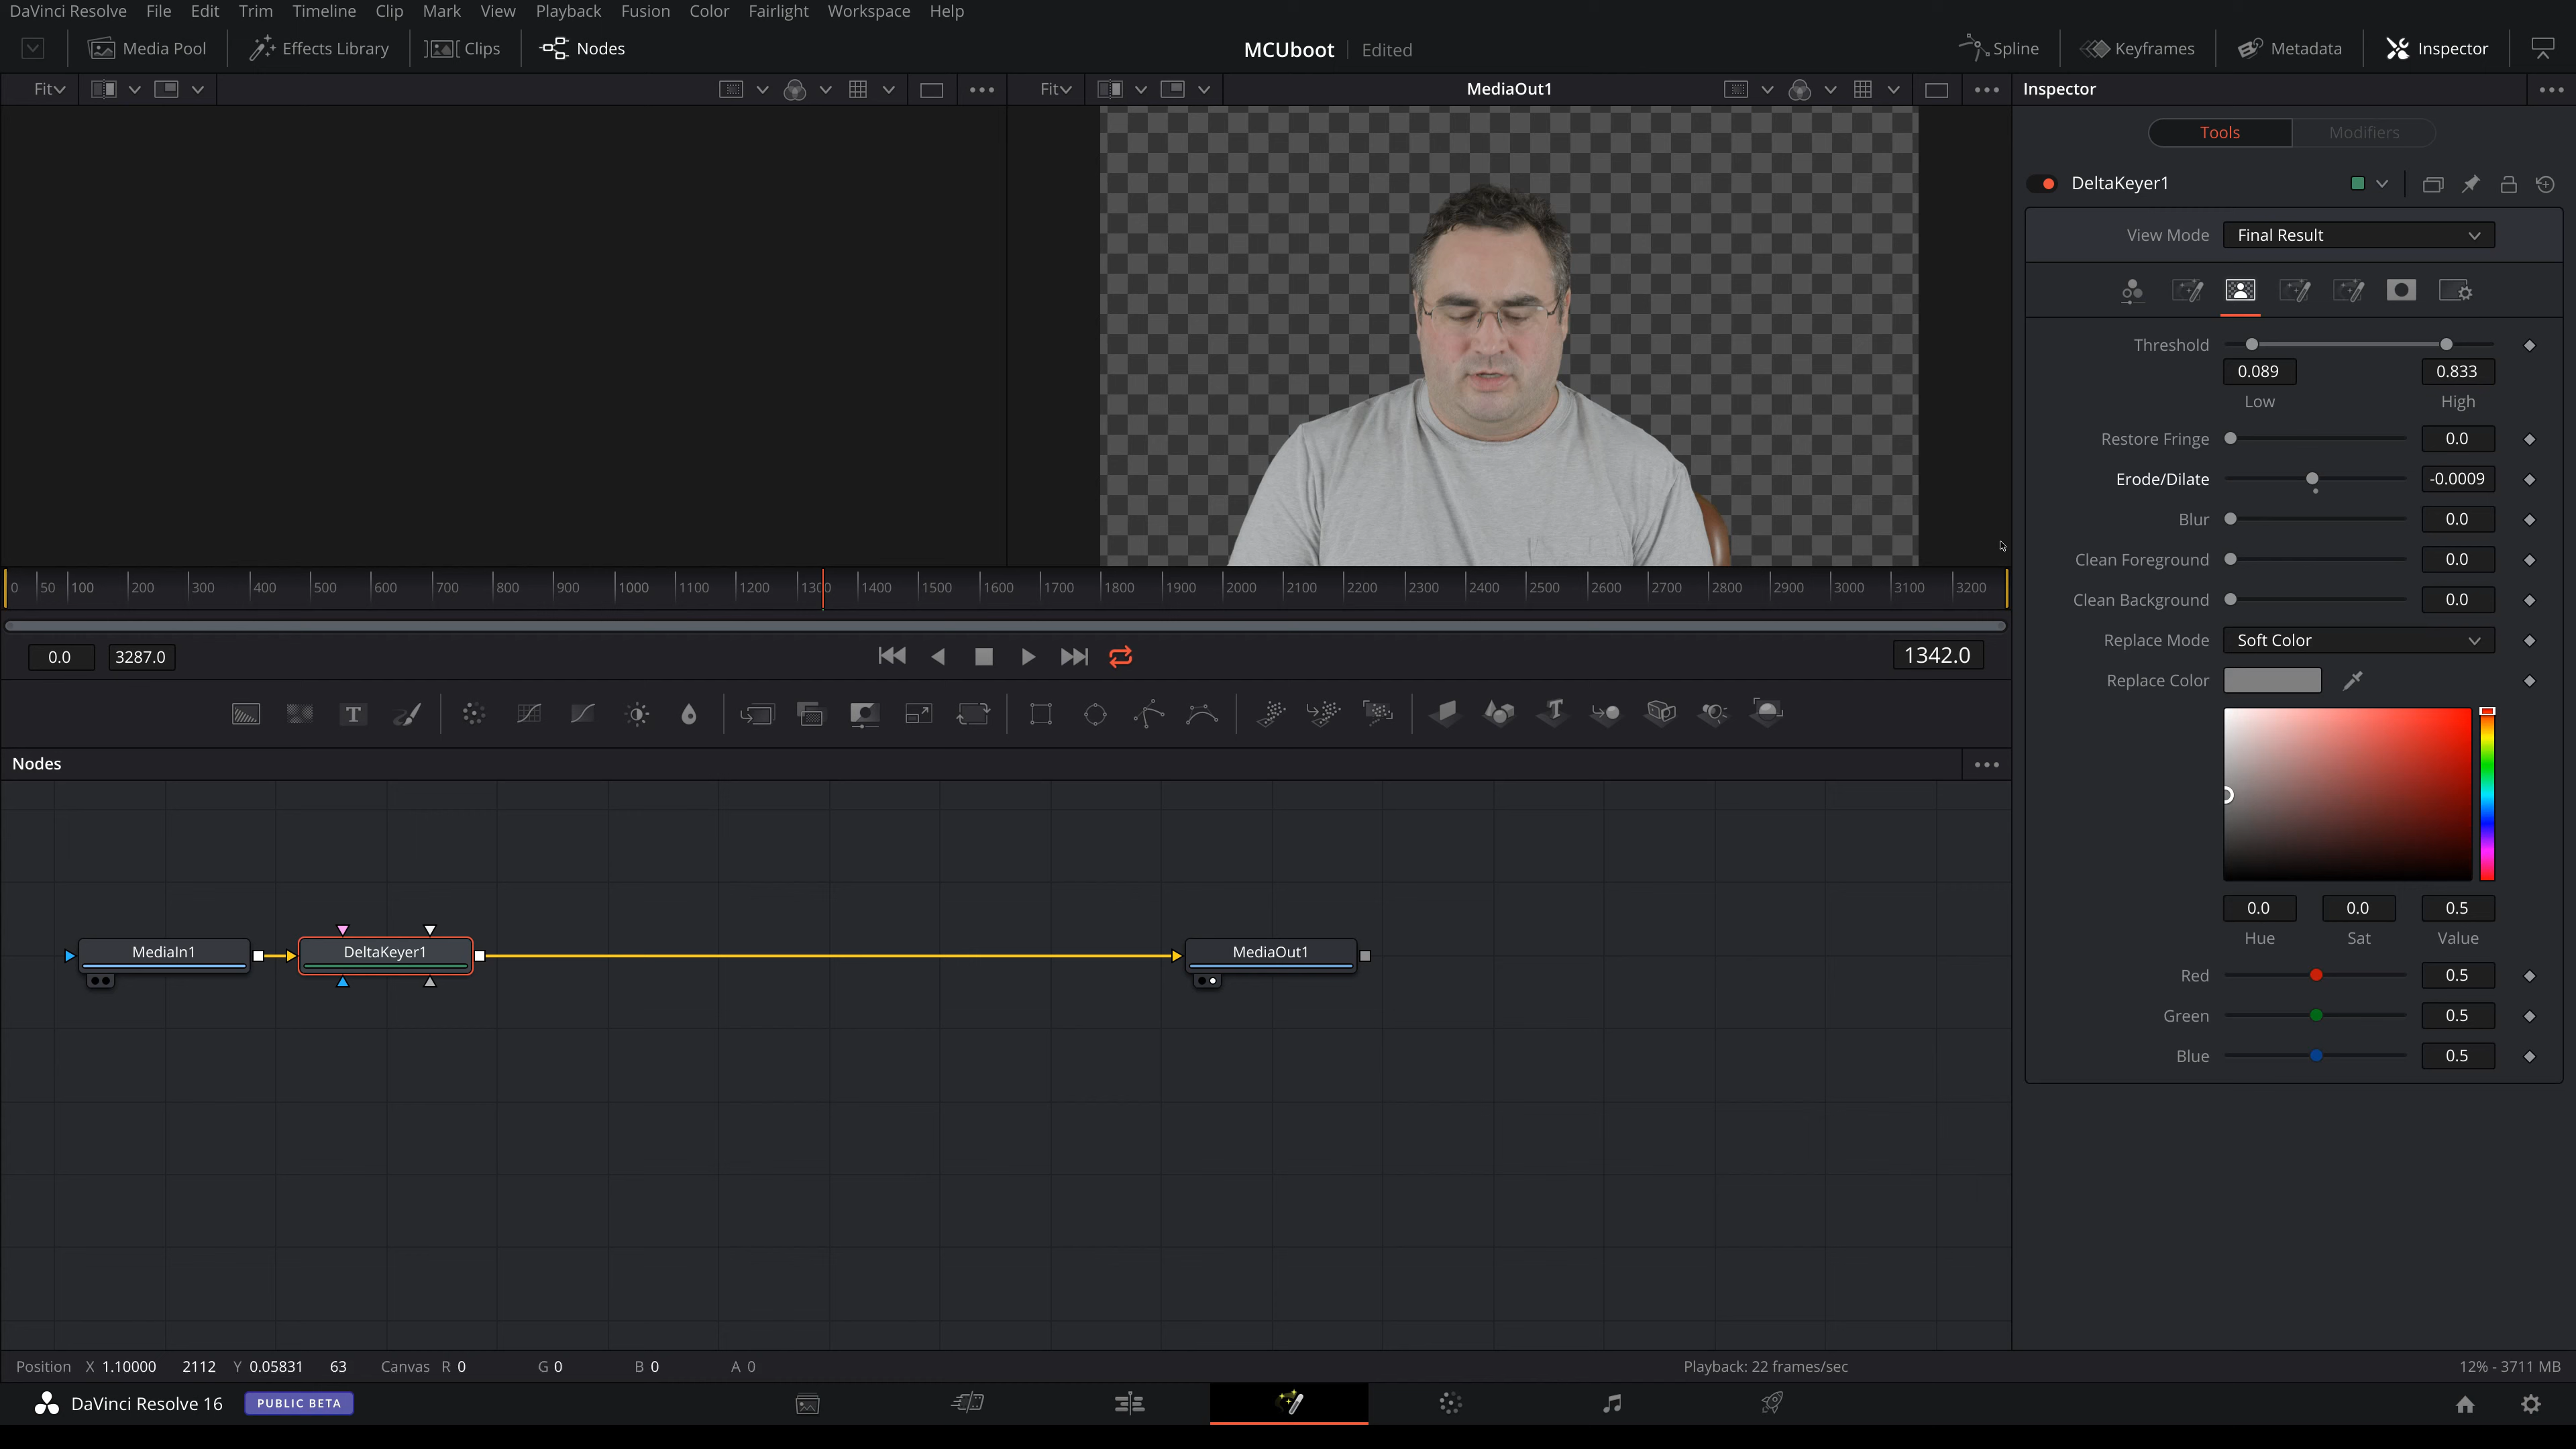 DaVinci Resolve File Edit Trim Timeline Clip Mark View Playback Fusion Color Fairlight Workspace Help
Media Pool Effects Library Clips Nodes MCUboot Edited Spline Keyframes Metadata Inspector
Fit Fit MediaOut1 Inspector
Tools Modifiers
DeltaKeyer1
View Mode Final Result
Threshold
0.089 0.833
Low High
Restore Fringe 0.0
Erode/Dilate -0.0009
Blur 0.0
Clean Foreground 0.0
Clean Background 0.0
Replace Mode Soft Color
Replace Color
0.0 0.0 0.5
Hue Sat Value
Red 0.5
Green 0.5
Blue 0.5
0 50 100 200 300 400 500 600 700 800 900 1000 1100 1200 1300 1400 1500 1600 1700 1800 1900 2000 2100 2200 2300 2400 2500 2600 2700 2800 2900 3000 3100 3200
0.0 3287.0 1342.0
T T
Nodes
MediaIn1 DeltaKeyer1 MediaOut1
Position X 1.10000 2112 Y 0.05831 63 Canvas R 0 G 0 B 0 A 0 Playback: 22 frames/sec 12% - 3711 MB
DaVinci Resolve 16 PUBLIC BETA